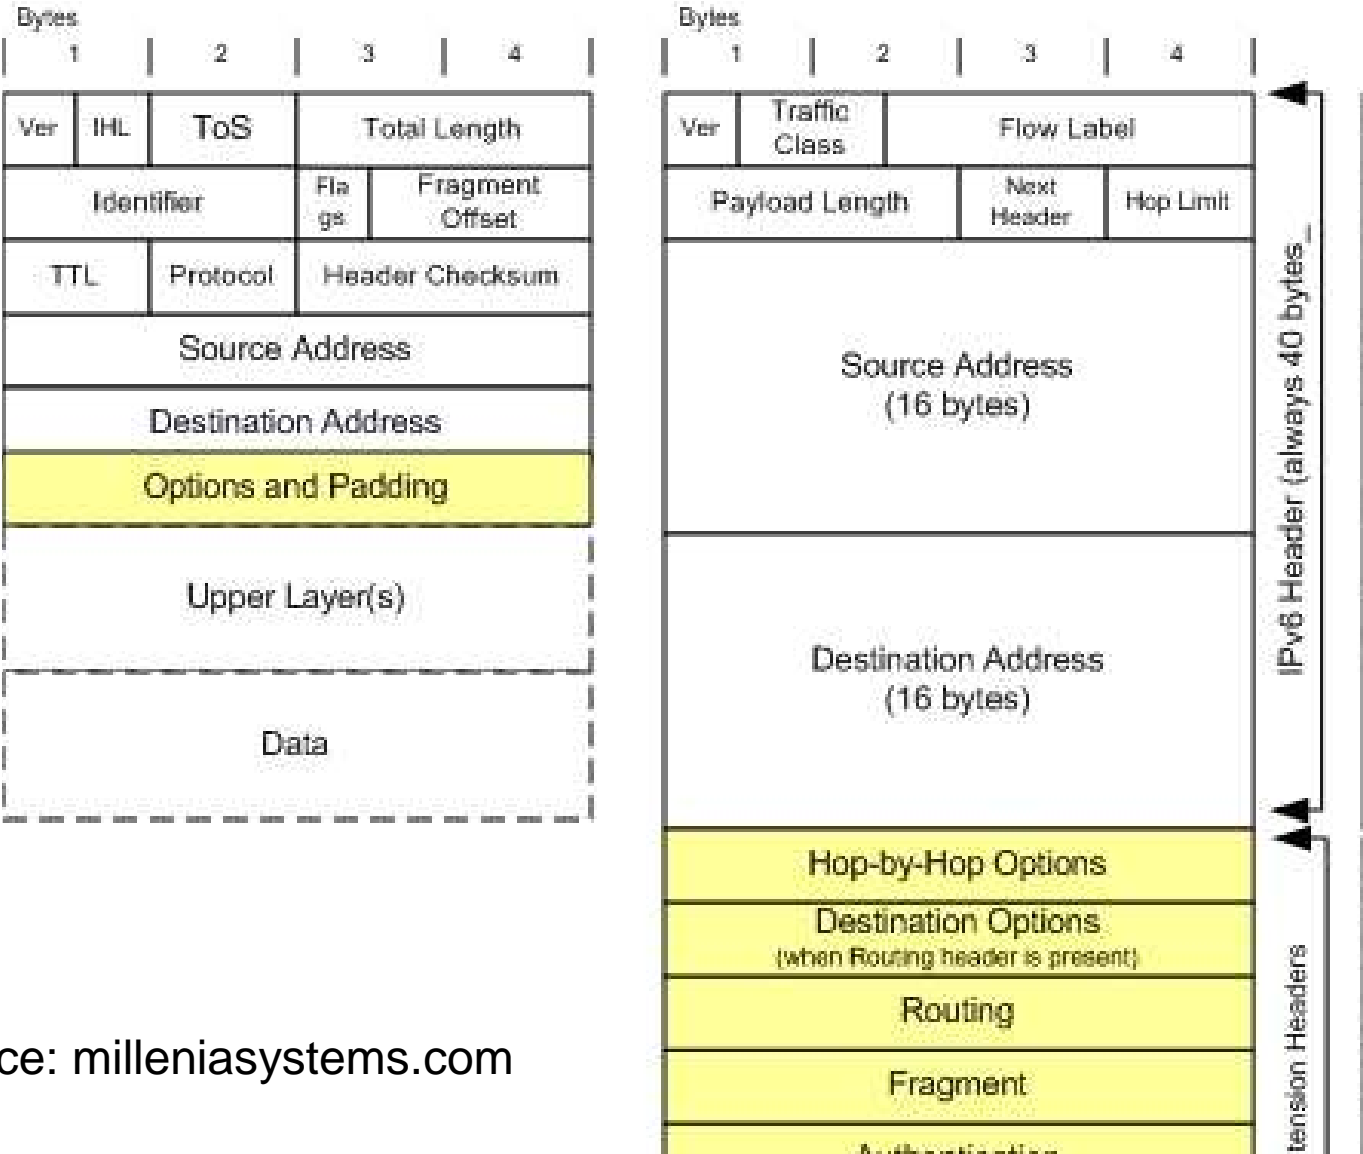 Bytes
1 2 3 4
Ver IHL ToS Total Length
Identifier Fla
gs Fragment
Offset
TTL Protocol Header Checksum
Source Address
Destination Address
Options and Padding
Upper Layer(s)
Data
ce: milleniasystems.com
Bytes
1 2 3 4
Ver Traffic
Class Flow Label
Payload Length Next
Header Hop Limit
Source Address
(16 bytes)
Destination Address
(16 bytes)
Hop-by-Hop Options
Destination Options
(when Routing header is present)
Routing
Fragment
Authentication
IPv6 Header (always 40 bytes_
tension Headers